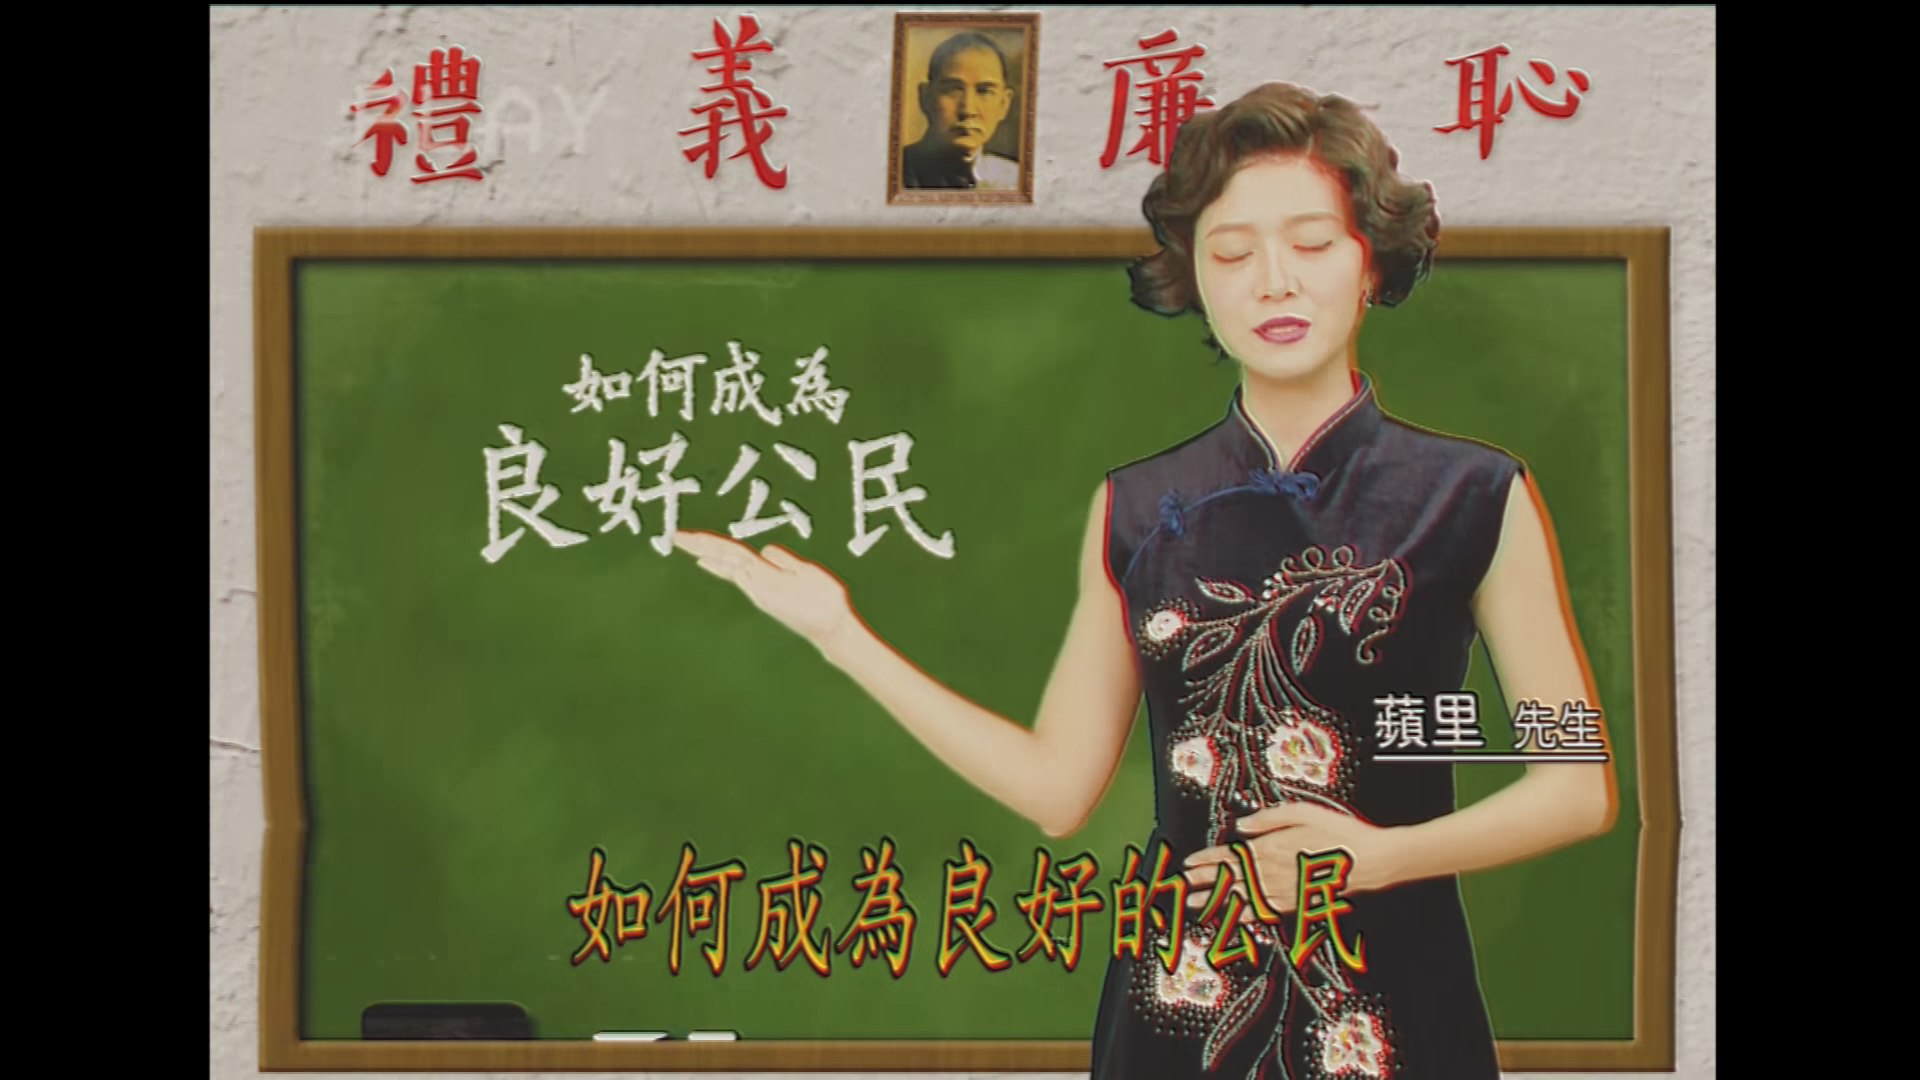 禮 義 廉 恥
PLAY
如何成為
良好公民
蘋里 先生
如何成為良好的公民